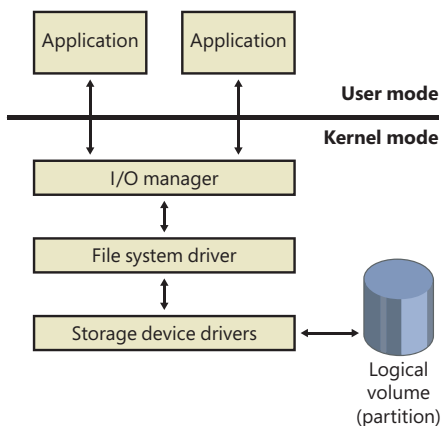 Application
Application
User mode
Kernel mode
I/O manager
File system driver
Storage device drivers
Logical
volume
(partition)